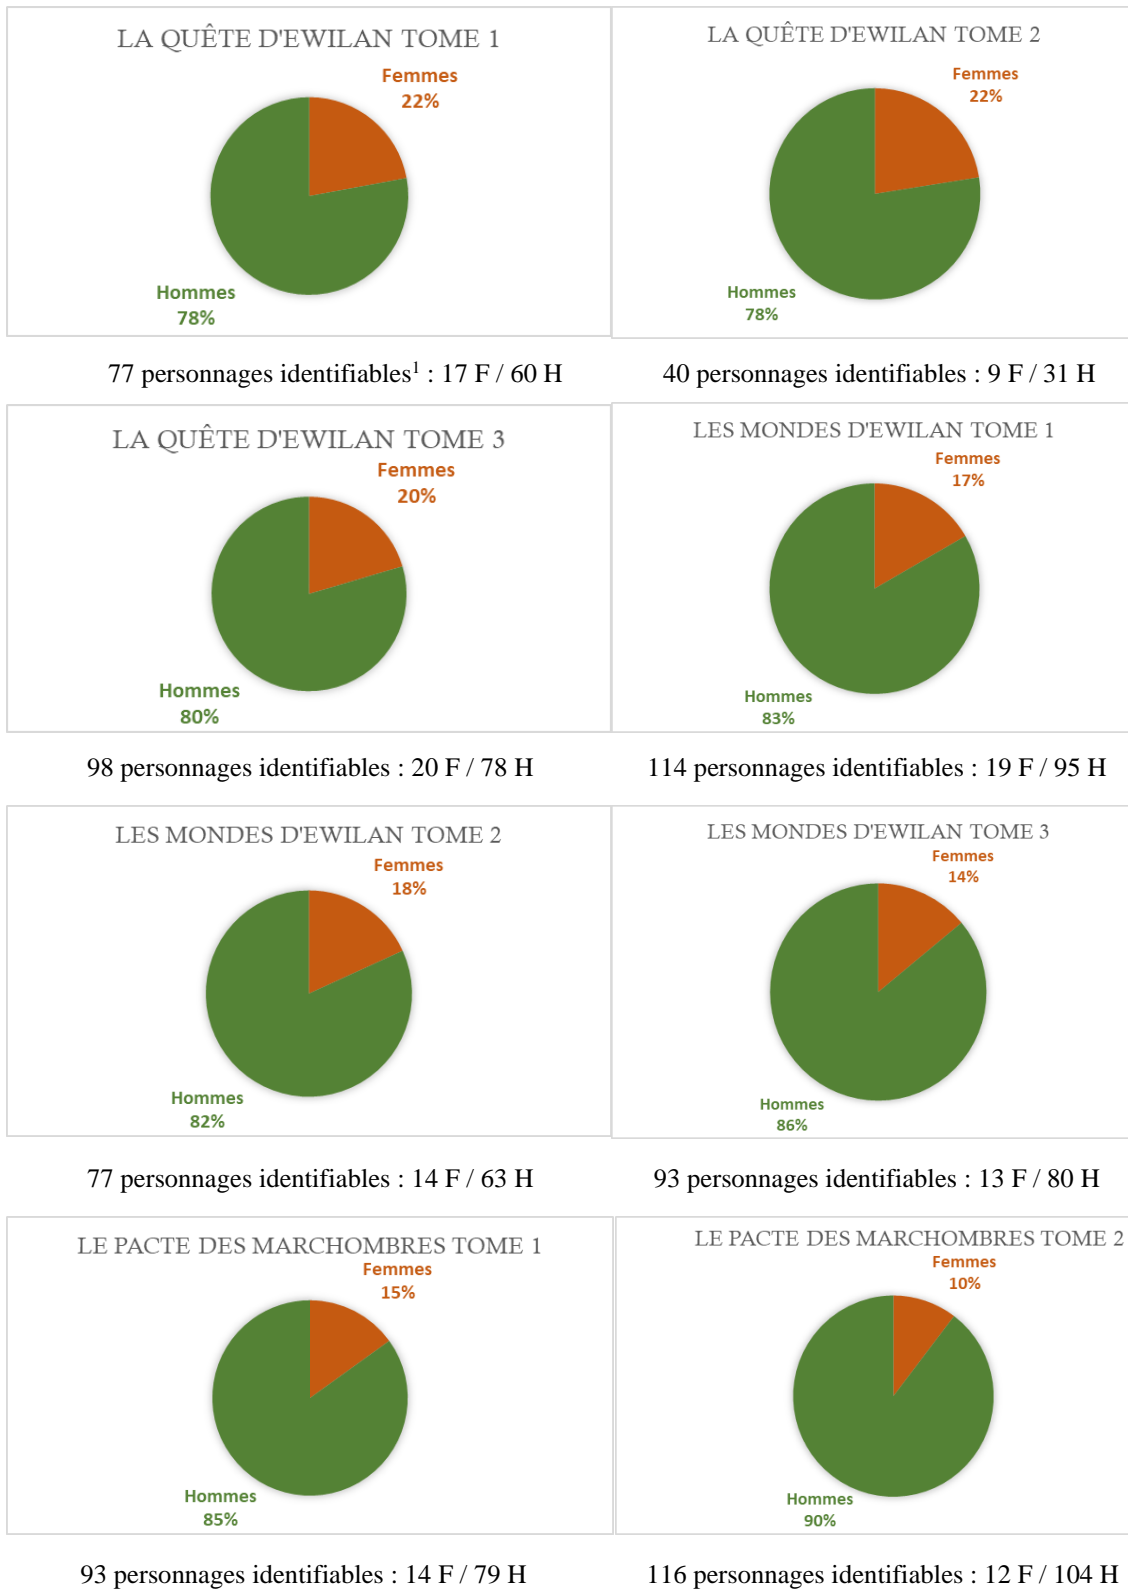 LA QUÊTE D'EWILAN TOME 1
Femmes
22%
Hommes
78%
77 personnages identifiables1 : 17 F / 60 H
LA QUÊTE D'EWILAN TOME 2
Femmes
22%
Hommes
78%
40 personnages identifiables : 9 F / 31 H
LA QUÊTE D'EWILAN TOME 3
Femmes
20%
Hommes
80%
98 personnages identifiables : 20 F / 78 H
LES MONDES D'EWILAN TOME 1
Femmes
17%
Hommes
83%
114 personnages identifiables : 19 F / 95 H
LES MONDES D'EWILAN TOME 2
Femmes
18%
Hommes
82%
77 personnages identifiables : 14 F / 63 H
LES MONDES D'EWILAN TOME 3
Femmes
14%
Hommes
86%
93 personnages identifiables : 13 F / 80 H
LE PACTE DES MARCHOMBRES TOME 1
Femmes
15%
Hommes
85%
93 personnages identifiables : 14 F / 79 H
LE PACTE DES MARCHOMBRES TOME 2
Femmes
10%
Hommes
90%
116 personnages identifiables : 12 F / 104 H